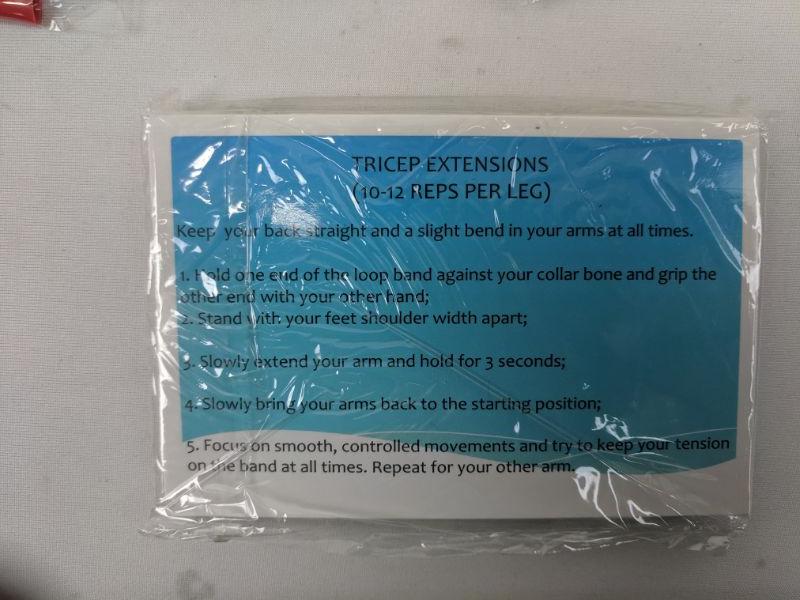 TRICEP EXTENSIONS
(10-12 REPS PER LEG)
Keep your back straight and a slight bend in your arms at all times.
1. Hold one end of the loop band against your collar bone and grip the
other end with your other hand;
2. Stand with your feet shoulder width apart;
3. Slowly extend your arm and hold for 3 seconds;
4. Slowly bring your arms back to the starting position;
5. Focus on smooth, controlled movements and try to keep your tension
on the band at all times. Repeat for your other arm.